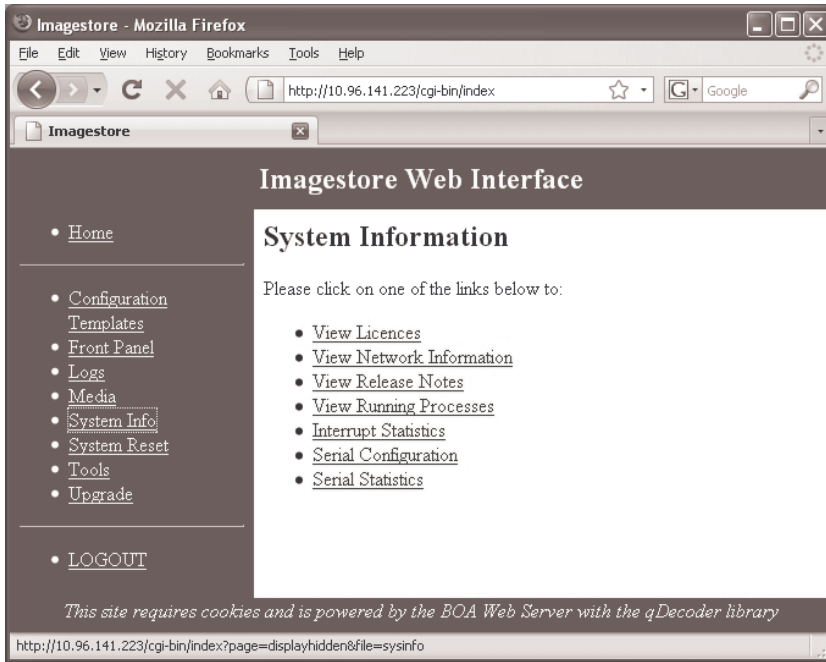 Imagestore - Mozilla Firefox
File Edit View History Bookmarks Tools Help
http://10.96.141.223/cgi-bin/index
G Google
Imagestore
Imagestore Web Interface
Home
Configuration
Templates
Front Panel
Logs
Media
System Info
System Reset
Tools
Upgrade
LOGOUT
System Information
Please click on one of the links below to:
View Licences
View Network Information
View Release Notes
View Running Processes
Interrupt Statistics
Serial Configuration
Serial Statistics
This site requires cookies and is powered by the BOA Web Server with the qDecoder library
http://10.96.141.223/cgi-bin/index?page=displayhidden&file=sysinfo